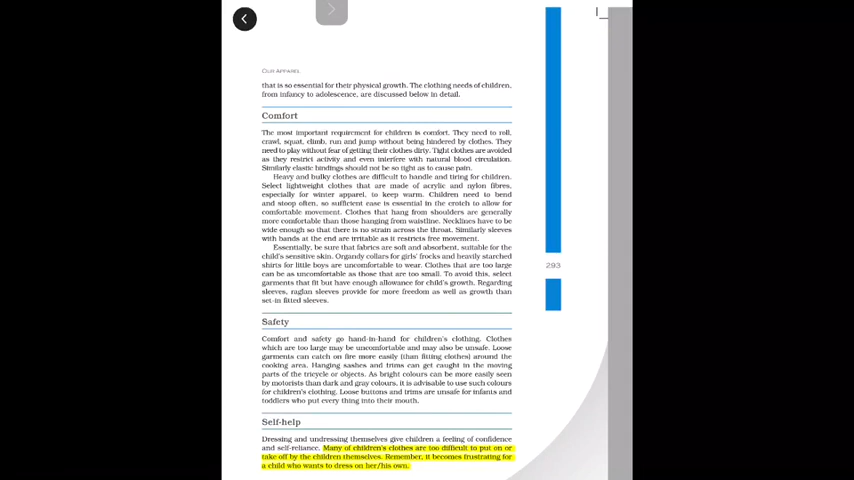 OUR APPAREL
that is so essential for their physical growth. The clothing needs of children,
from infancy to adolescence, are discussed below in detail.
Comfort
The most important requirement for children is comfort. They need to roll,
crawl, squat, climb, run and jump without being hindered by clothes. They
need to play without fear of getting their clothes dirty. Tight clothes are avoided
as they restrict activity and even interfere with natural blood circulation.
Similarly elastic bindings should not be so tight as to cause pain.
Heavy and bulky clothes are difficult to handle and tiring for children.
Select lightweight clothes that are made of acrylic and nylon fibres,
especially for winter apparel, to keep warm. Children need to bend
and stoop often, so sufficient ease is essential in the crotch to allow for
comfortable movement. Clothes that hang from shoulders are generally
more comfortable than those hanging from waistline. Necklines have to be
wide enough so that there is no strain across the throat. Similarly sleeves
with bands at the end are irritable as it restricts free movement.
Essentially, be sure that fabrics are soft and absorbent, suitable for the
child's sensitive skin. Organdy collars for girls' frocks and heavily starched
shirts for little boys are uncomfortable to wear. Clothes that are too large
can be as uncomfortable as those that are too small. To avoid this, select
garments that fit but have enough allowance for child's growth. Regarding
sleeves, raglan sleeves provide for more freedom as well as growth than
set-in fitted sleeves.
293
Safety
Comfort and safety go hand-in-hand for children's clothing. Clothes
which are too large may be uncomfortable and may also be unsafe. Loose
garments can catch on fire more easily (than fitting clothes) around the
cooking area. Hanging sashes and trims can get caught in the moving
parts of the tricycle or objects. As bright colours can be more easily seen
by motorists than dark and gray colours, it is advisable to use such colours
for children's clothing. Loose buttons and trims are unsafe for infants and
toddlers who put every thing into their mouth.
Self-help
Dressing and undressing themselves give children a feeling of confidence
and self-reliance. Many of children's clothes are too difficult to put on or
take off by the children themselves. Remember, it becomes frustrating for
a child who wants to dress on her/his own.